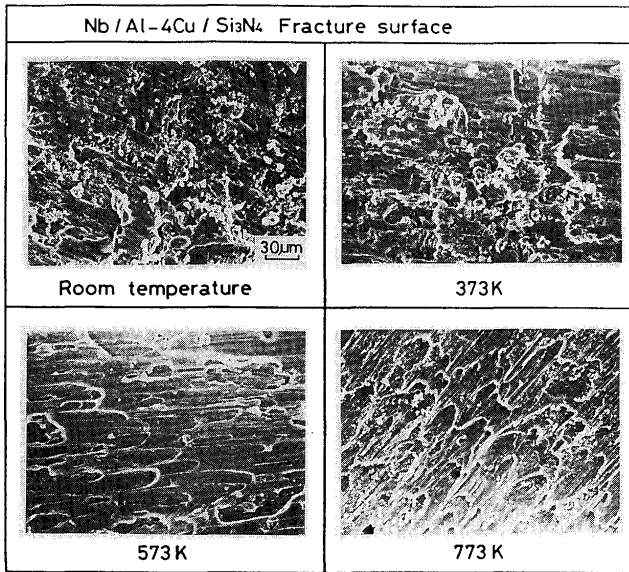 Nb / Al-4Cu / Si3N4 Fracture surface
30μm
Room temperature
373K
573K
773K